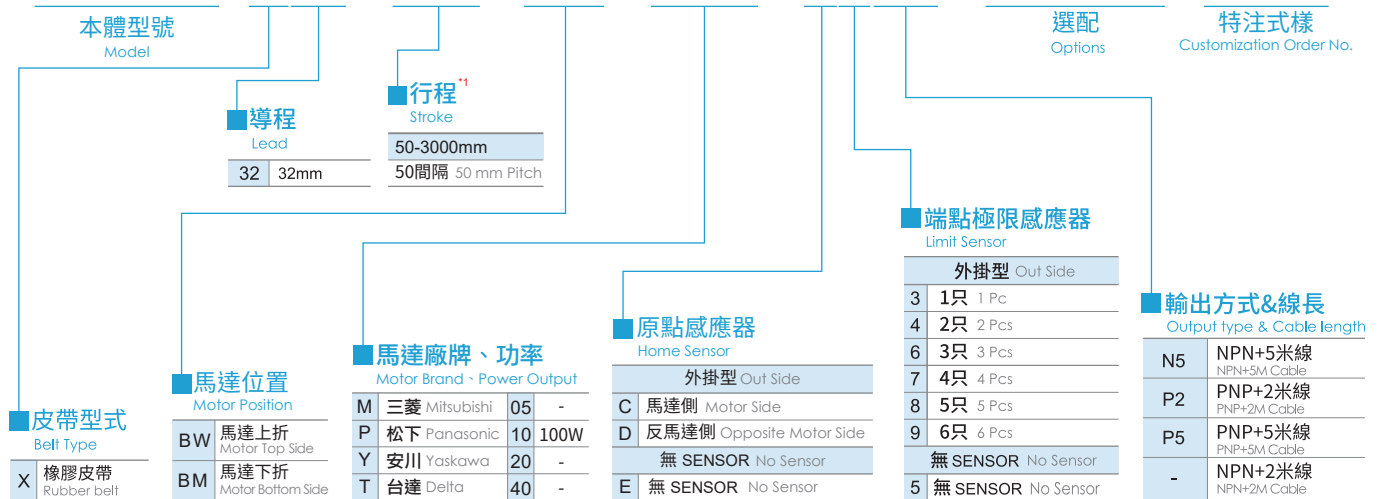 本體型號
Model
選配
Options
特注式樣
Customization Order No.
■導程
Lead
32 32mm
■行程*1
Stroke
50-3000mm
50間隔 50 mm Pitch
■皮帶型式
Belt Type
X 橡膠皮帶
Rubber belt
■馬達位置
Motor Position
BW 馬達上折
Motor Top Side
BM 馬達下折
Motor Bottom Side
■馬達廠牌、功率
Motor Brand、Power Output
M 三菱 Mitsubishi 05 -
P 松下 Panasonic 10 100W
Y 安川 Yaskawa 20 -
T 台達 Delta 40 -
■原點感應器
Home Sensor
外掛型 Out Side
C 馬達側 Motor Side
D 反馬達側 Opposite Motor Side
無 SENSOR No Sensor
E 無 SENSOR No Sensor
■端點極限感應器
Limit Sensor
外掛型 Out Side
3 1只 1 Pc
4 2只 2 Pcs
6 3只 3 Pcs
7 4只 4 Pcs
8 5只 5 Pcs
9 6只 6 Pcs
無 SENSOR No Sensor
5 無 SENSOR No Sensor
■輸出方式&線長
Output type & Cable length
N5 NPN+5米線
NPN+5M Cable
P2 PNP+2米線
PNP+2M Cable
P5 PNP+5米線
PNP+5M Cable
- NPN+2米線
NPN+2M Cable